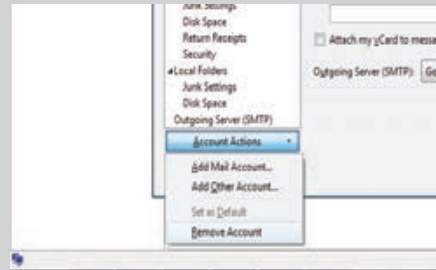 Junk Settings
Disk Space
Return Receipts
Security
Local Folders
Junk Settings
Disk Space
Outgoing Server (SMTP)
Account Actions
Add Mail Account...
Add Other Account...
Set as Default
Remove Account
Attach my vCard to messa
Outgoing Server (SMTP):
Ge